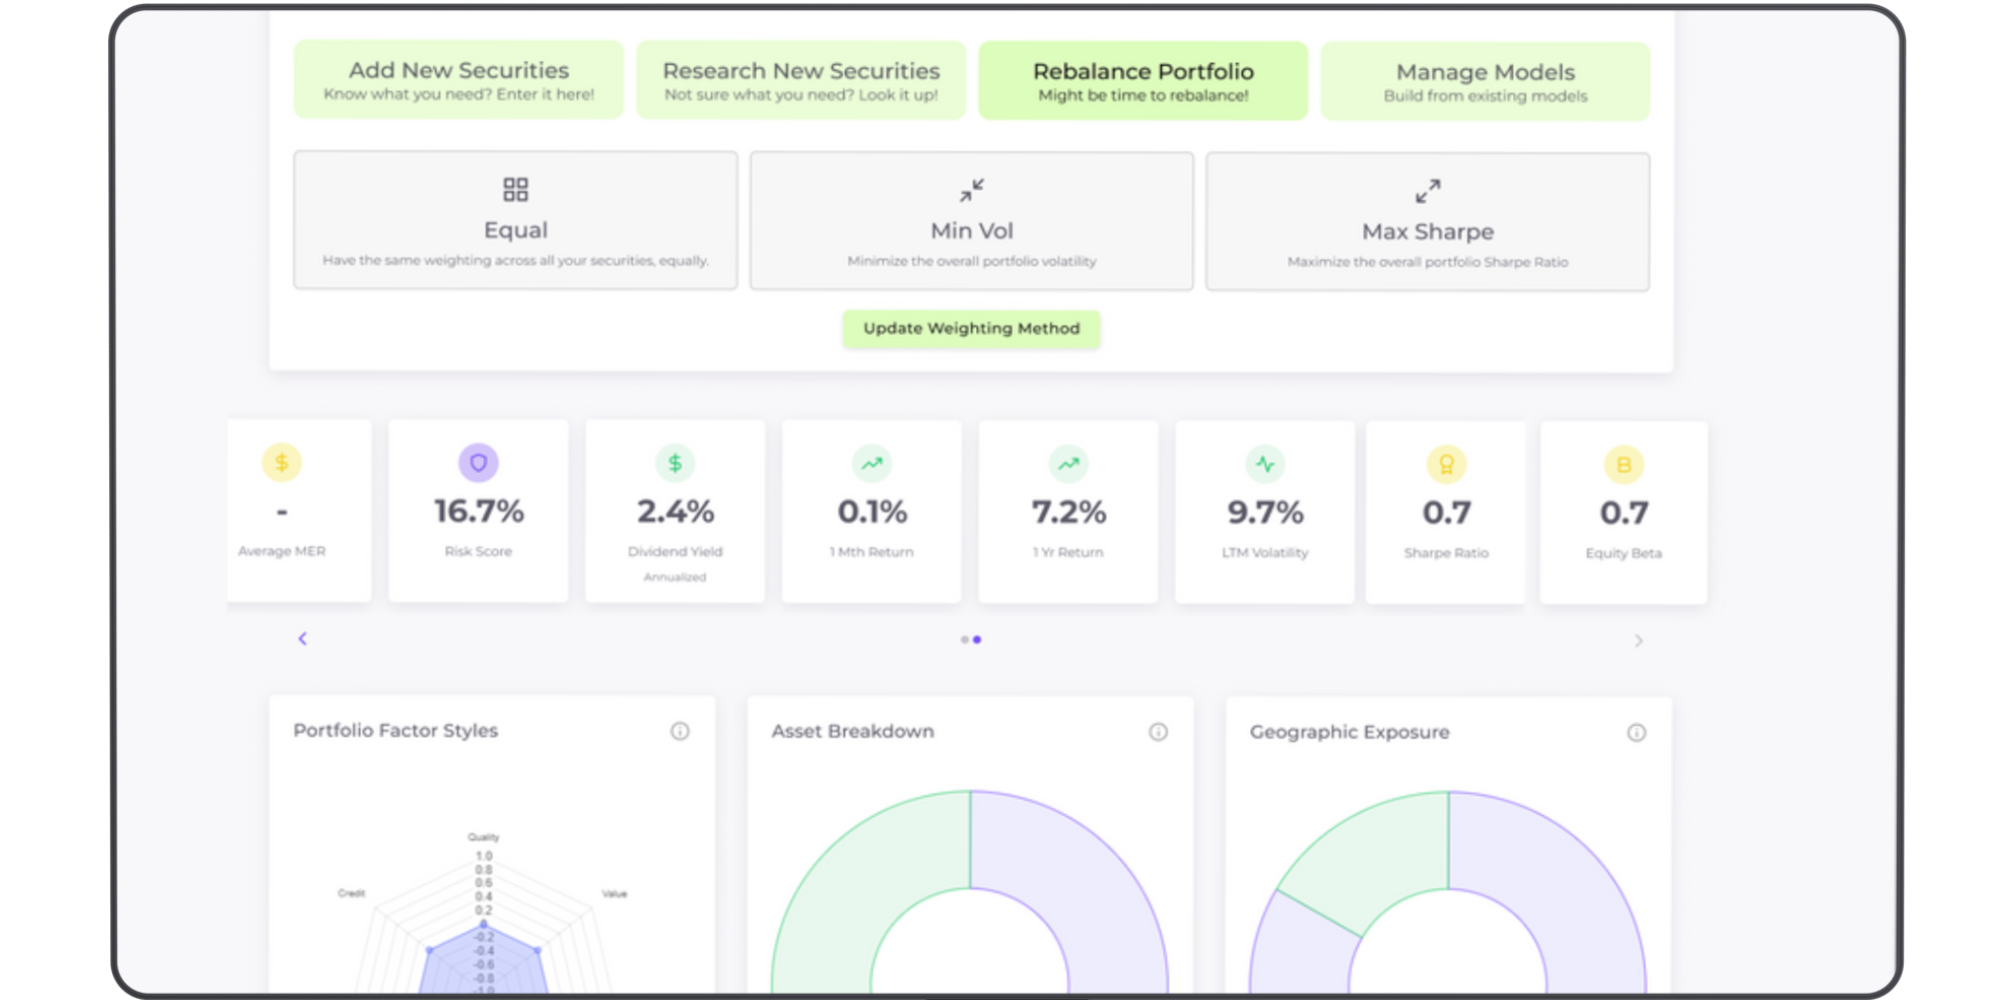 Add New Securities
Know what you need? Enter it here!
Research New Securities
Not sure what you need? Look it up!
Rebalance Portfolio
Might be time to rebalance!
Manage Models
Build from existing models
Equal
Have the same weighting across all your securities, equally.
Min Vol
Minimize the overall portfolio volatility
Max Sharpe
Maximize the overall portfolio Sharpe Ratio
Update Weighting Method
$
-
Average MER
16.7%
Risk Score
$
2.4%
Dividend Yield
Annualized
0.1%
1 Mth Return
7.2%
1 Yr Return
9.7%
LTM Volatility
0.7
Sharpe Ratio
B
0.7
Equity Beta
Portfolio Factor Styles
Quality
1.0
0.8
0.6
0.4
0.2
0
-0.2
-0.4
-0.6
-0.8
-1.0
Credit
Value
Asset Breakdown
Geographic Exposure